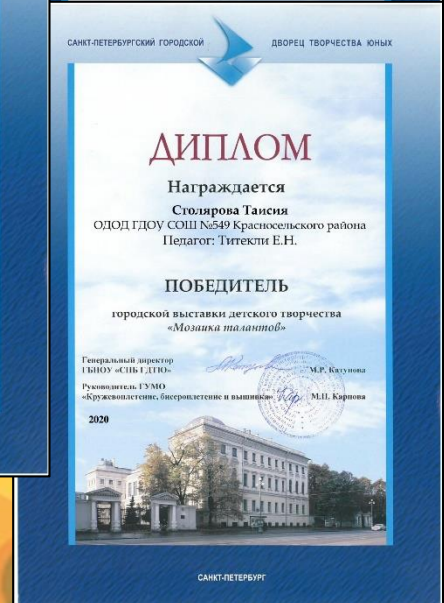 САНКТ-ПЕТЕРБУРГСКИЙ ГОРОДСКОЙ ДВОРЕЦ ТВОРЧЕСТВА ЮНЫХ
ДИПЛОМ
Награждается
Столярова Таисия
ОДОД ГДОУ СОШ №549 Красносельского района
Педагог: Титекли Е.Н.
ПОБЕДИТЕЛЬ
городской выставки детского творчества
«Мозаика талантов»
Генеральный директор
ГБНОУ «СПБ ГДТЮ» М.Р. Катунова
Руководитель ГУМО
«Кружевоплетение, бисероплетение и вышивка» М.П. Карпова
2020
САНКТ-ПЕТЕРБУРГ